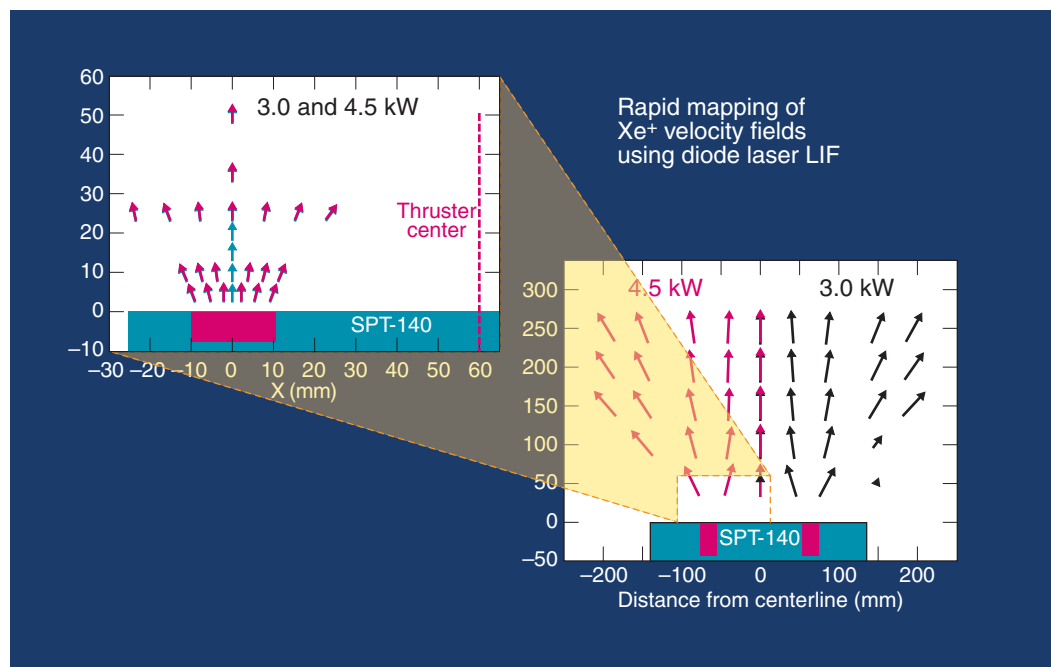 60
50
40
30
20
10
0
–10
3.0 and 4.5 kW
Thruster
center
SPT-140
–30 –20 –10 0 10 20 30 40 50 60
X (mm)
Rapid mapping of
Xe⁺ velocity fields
using diode laser LIF
4.5 kW
3.0 kW
300
250
200
150
100
50
0
–50
SPT-140
–200 –100 0 100 200
Distance from centerline (mm)